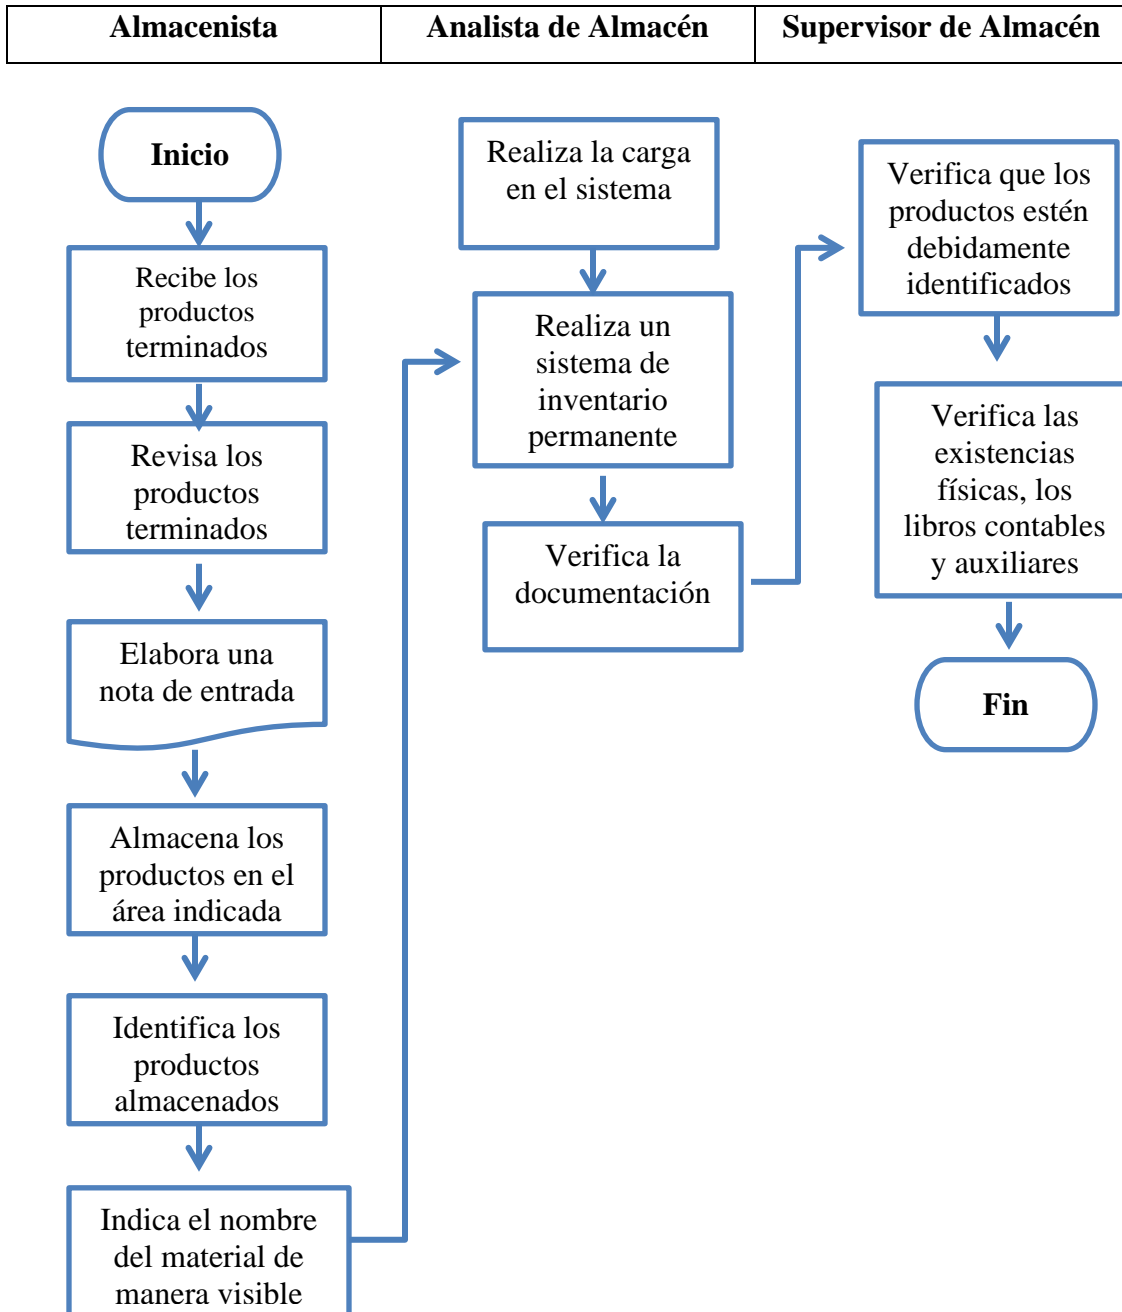 Almacenista
Analista de Almacén
Supervisor de Almacén
Inicio
Recibe los
productos
terminados
Revisa los
productos
terminados
Elabora una
nota de entrada
Almacena los
productos en el
área indicada
Identifica los
productos
almacenados
Indica el nombre
del material de
manera visible
Realiza la carga
en el sistema
Realiza un
sistema de
inventario
permanente
Verifica la
documentación
Verifica que los
productos estén
debidamente
identificados
Verifica las
existencias
físicas, los
libros contables
y auxiliares
Fin